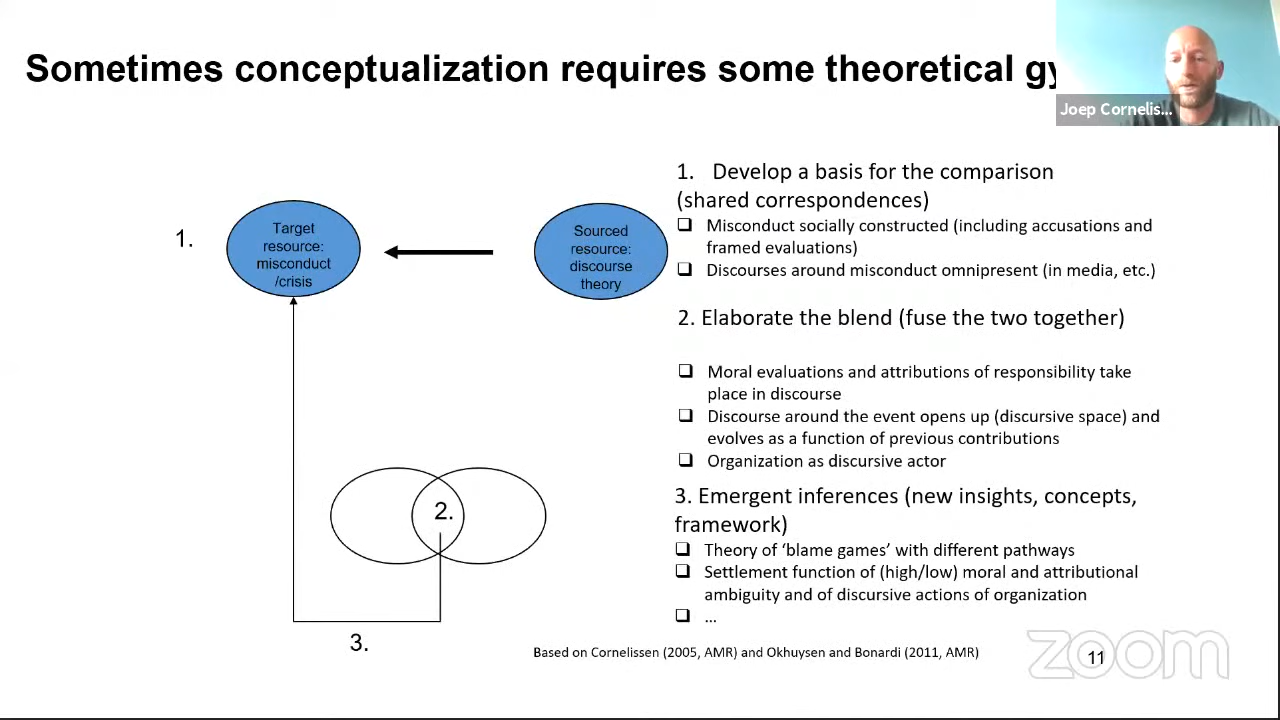 Sometimes conceptualization requires some theoretical gy
Joep Cornelis...
1.
Target
resource:
misconduct
/crisis
Sourced
resource:
discourse
theory
2.
3.
1. Develop a basis for the comparison
(shared correspondences)
❑ Misconduct socially constructed (including accusations and
framed evaluations)
❑ Discourses around misconduct omnipresent (in media, etc.)
2. Elaborate the blend (fuse the two together)
❑ Moral evaluations and attributions of responsibility take
place in discourse
❑ Discourse around the event opens up (discursive space) and
evolves as a function of previous contributions
❑ Organization as discursive actor
3. Emergent inferences (new insights, concepts,
framework)
❑ Theory of ‘blame games’ with different pathways
❑ Settlement function of (high/low) moral and attributional
ambiguity and of discursive actions of organization
❑ ...
Based on Cornelissen (2005, AMR) and Okhuysen and Bonardi (2011, AMR)
zoom
11